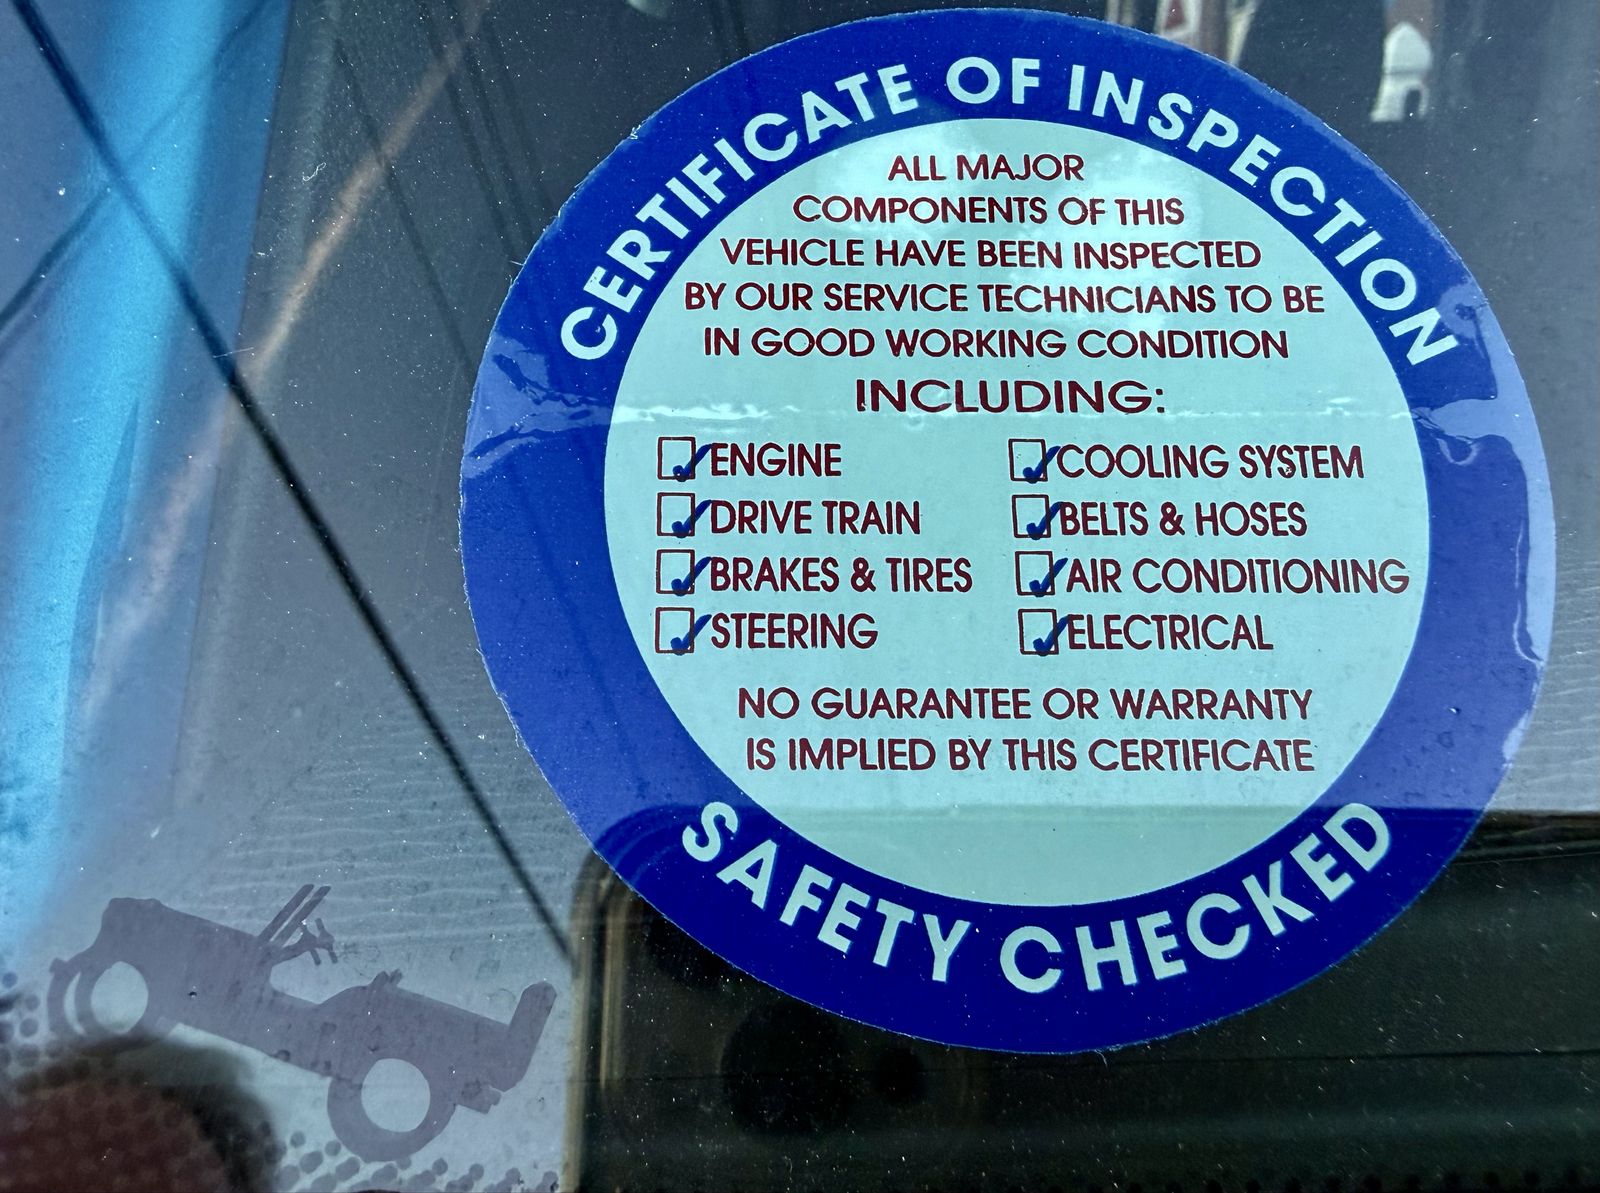 CERTIFICATE OF INSPECTION
ALL MAJOR
COMPONENTS OF THIS
VEHICLE HAVE BEEN INSPECTED
BY OUR SERVICE TECHNICIANS TO BE
IN GOOD WORKING CONDITION
INCLUDING:
ENGINE
DRIVE TRAIN
BRAKES & TIRES
STEERING
COOLING SYSTEM
BELTS & HOSES
AIR CONDITIONING
ELECTRICAL
NO GUARANTEE OR WARRANTY
IS IMPLIED BY THIS CERTIFICATE
SAFETY CHECKED